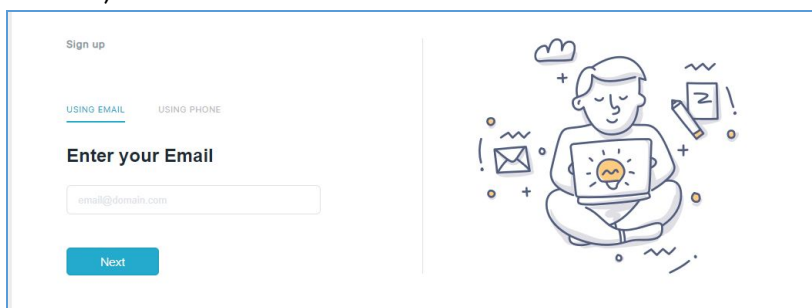 Sign up
USING EMAIL USING PHONE
Enter your Email
email@domain.com
Next